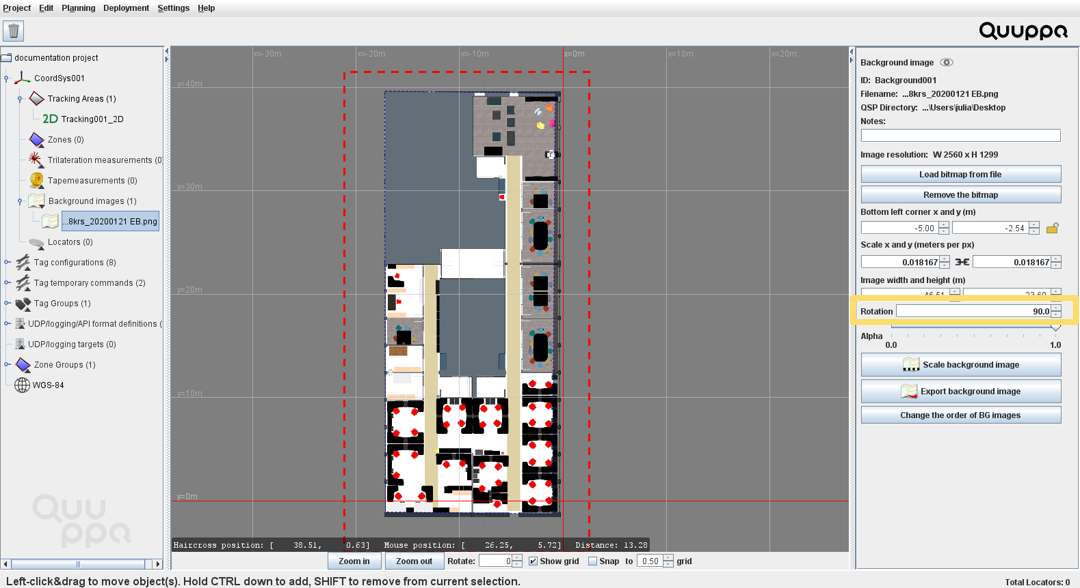 Project Edit Planning Deployment Settings Help
Quuppa
documentation project
CoordSys001
Tracking Areas (1)
Tracking001_2D
Zones (0)
Trilateration measurements (0
Tapemeasurements (0)
Background images (1)
...8krs_20200121 EB.png
Locators (0)
Tag configurations (8)
Tag temporary commands (2)
Tag Groups (1)
UDP/logging/API format definitions (
UDP/logging targets (0)
Zone Groups (1)
WGS-84
Quuppa
x=-30m x=-20m x=-10m x=0m x=10m x=20m
y=40m
y=30m
y=20m
y=10m
y=0m
Haircross position: [ 38.51, 0.63] Mouse position: [ 26.25, 5.72] Distance: 13.28
Zoom in Zoom out Rotate: 0 Show grid Snap to 0.50 grid
Background image
ID: Background001
Filename: ...8krs_20200121 EB.png
QSP Directory: ...\Users\julia\Desktop
Notes:
Image resolution: W 2560 x H 1299
Load bitmap from file
Remove the bitmap
Bottom left corner x and y (m)
-5.00 -2.54
Scale x and y (meters per px)
0.018167 0.018167
Image width and height (m)
46.51 23.60
Rotation 90.0
Alpha
0.0 1.0
Scale background image
Export background image
Change the order of BG images
Left-click&drag to move object(s). Hold CTRL down to add, SHIFT to remove from current selection.
Total Locators: 0